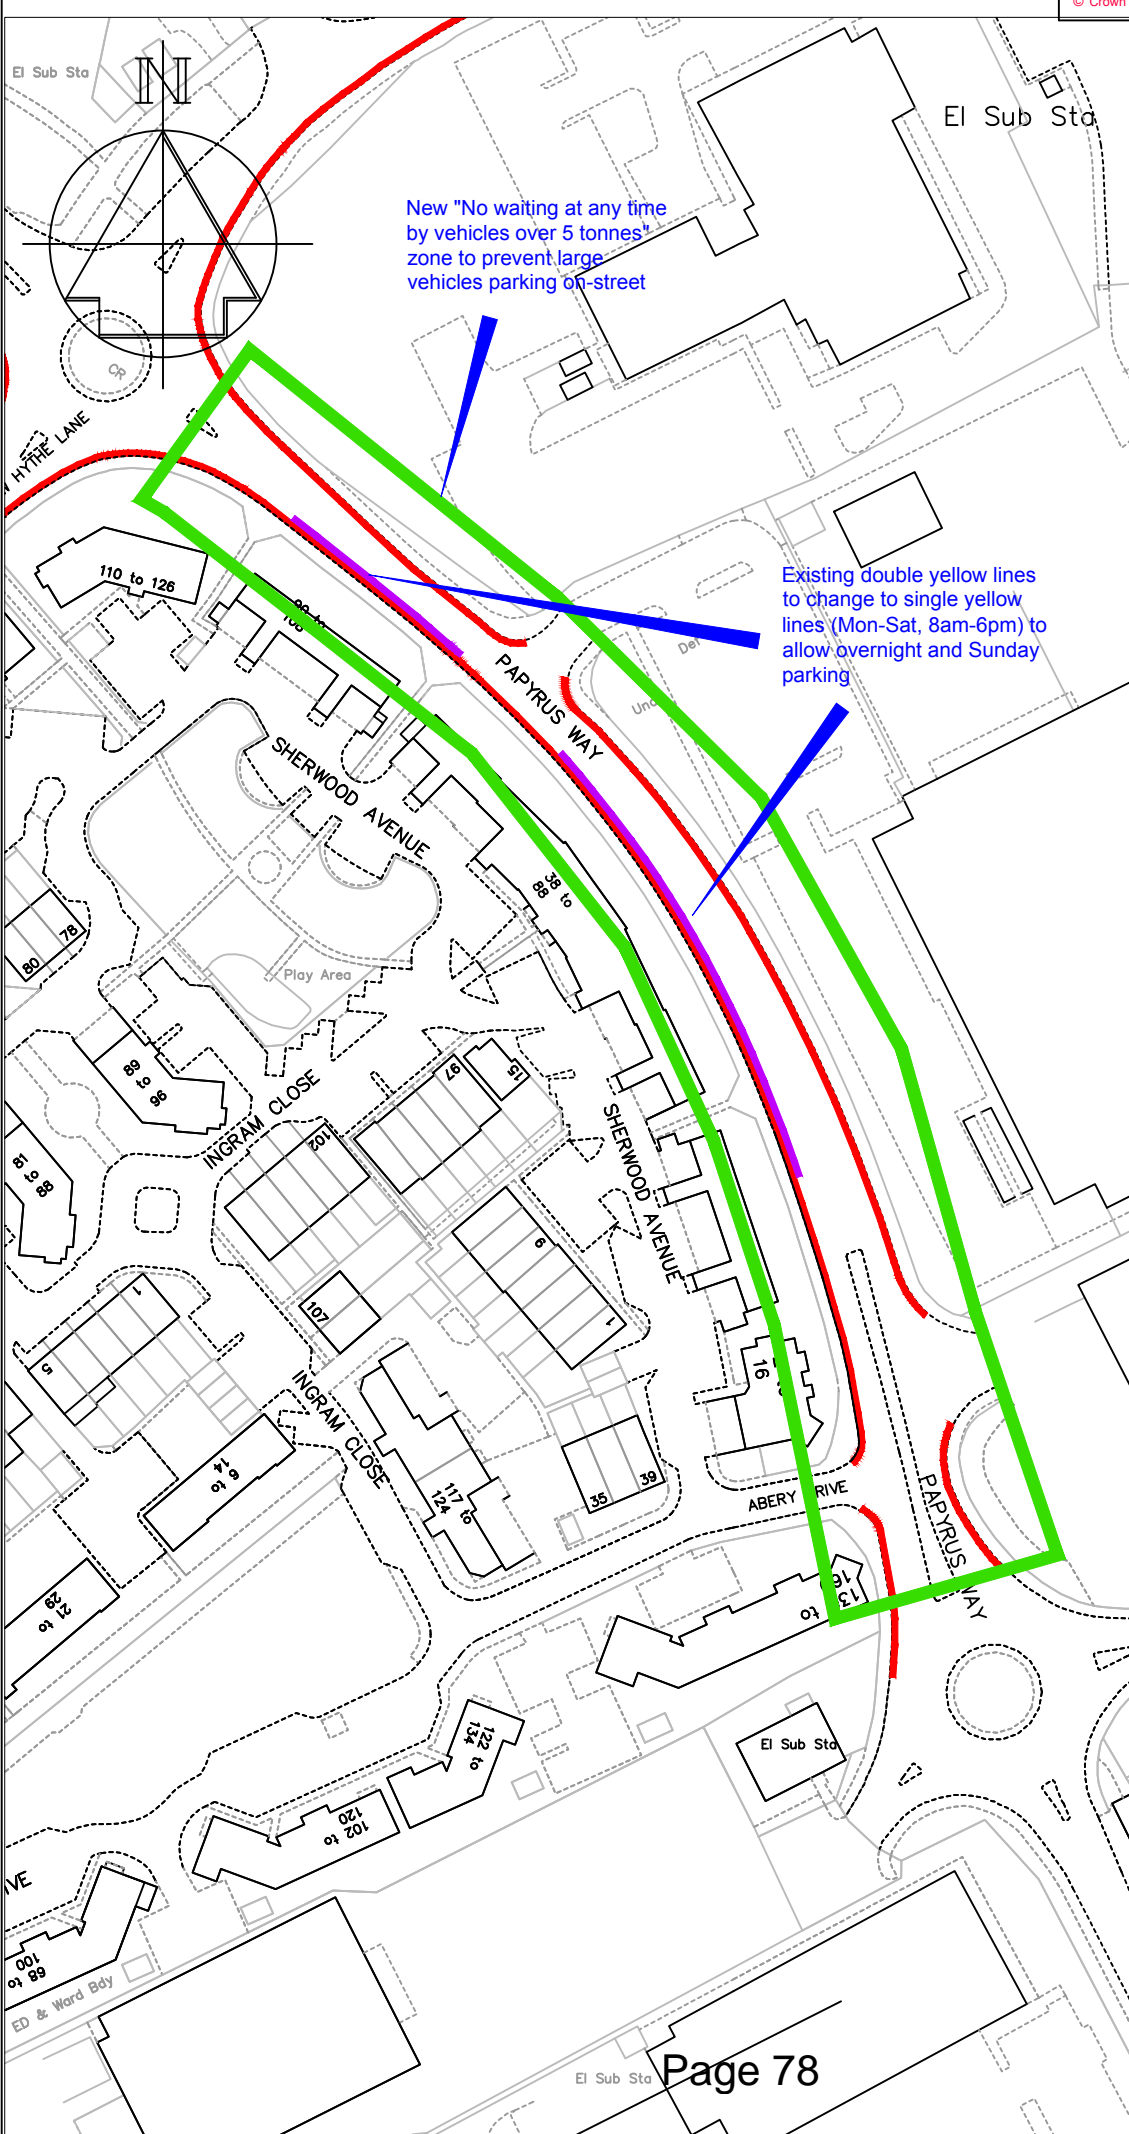 © Crown
El Sub Sta
N
El Sub Sta
New "No waiting at any time
by vehicles over 5 tonnes"
zone to prevent large
vehicles parking on-street
CR
HYTHE LANE
110 to 126
Existing double yellow lines
to change to single yellow
lines (Mon-Sat, 8am-6pm) to
allow overnight and Sunday
parking
PAPYRUS WAY
SHERWOOD AVENUE
38 to
88
78
80
Play Area
89 to
96
97
15
INGRAM CLOSE
102
81 to
88
SHERWOOD AVENUE
9
1
107
1
5
16
INGRAM CLOSE
6 to
14
117 to
124
35
39
ABERY DRIVE
PAPYRUS WAY
21 to
29
El Sub Sta
122 to
134
102 to
120
IVE
68 to
100
ED & Ward Bdy
El Sub Sta
Page 78